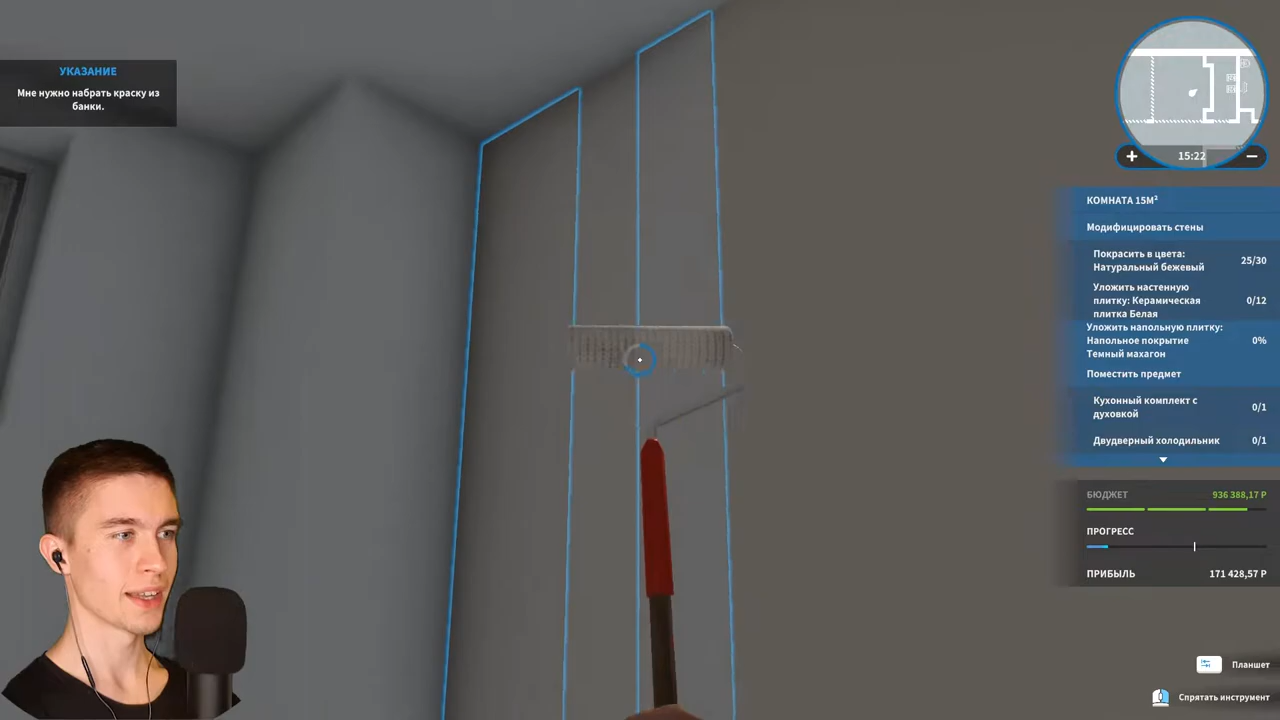 УКАЗАНИЕ
Мне нужно набрать краску из
банки.
15:22
КОМНАТА 15М²
Модифицировать стены
Покрасить в цвета:
Натуральный бежевый
25/30
Уложить настенную
плитку: Керамическая
плитка Белая
0/12
Уложить напольную плитку:
Напольное покрытие
Темный махагон
0%
Поместить предмет
Кухонный комплект с
духовкой
0/1
Двудверный холодильник
0/1
БЮДЖЕТ
936 388,17 Р
ПРОГРЕСС
ПРИБЫЛЬ
171 428,57 Р
Планшет
Спрятать инструмент